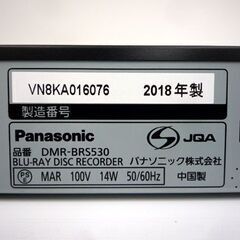 VN8KA016076 2018年製
製造番号
Panasonic JQA
品番 DMR-BRS530
BLU-RAY DISC RECORDER パナソニック株式会社
PSE MAR 100V 14W 50/60Hz 中国製